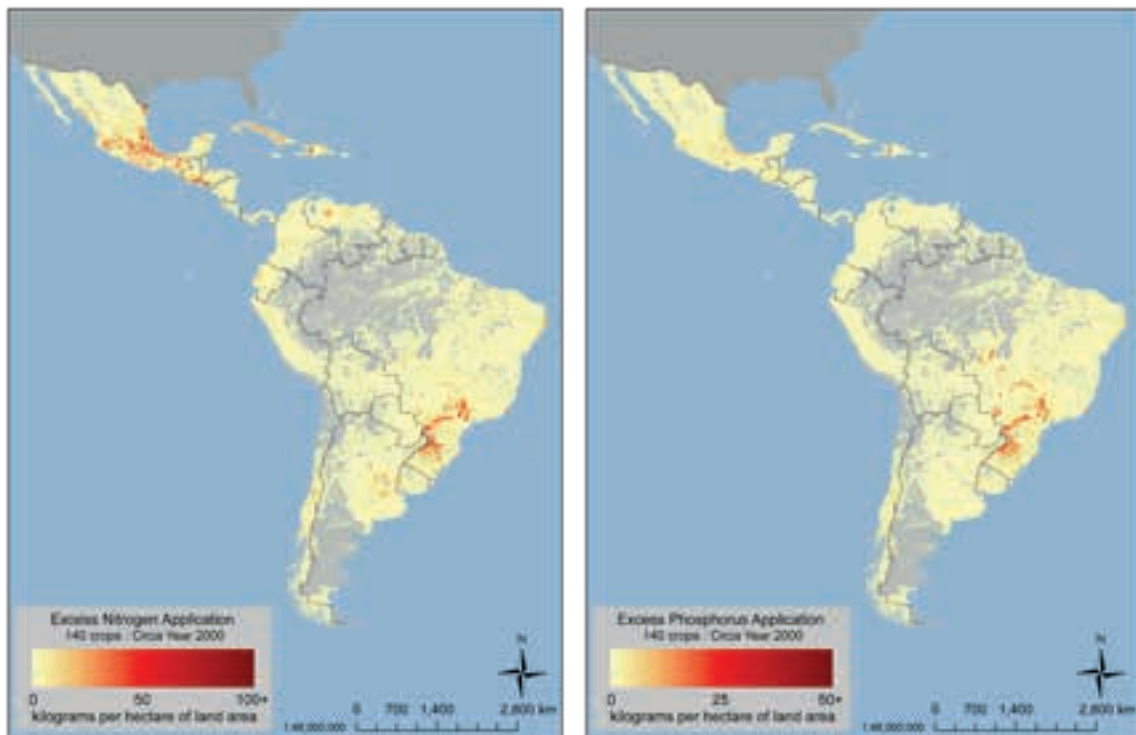 Excess Nitrogen Application
140 crops : Circa Year 2000
0 50 100+
kilograms per hectare of land area
N
0 700 1,400 2,800 km
Excess Phosphorus Application
140 crops : Circa Year 2000
0 25 50+
kilograms per hectare of land area
N
0 700 1,400 2,800 km